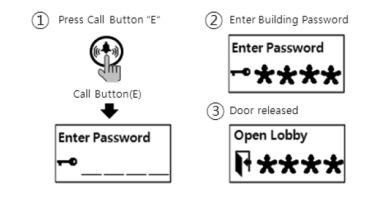 ① Press Call Button "E"
Call Button(E)
Enter Password
② Enter Building Password
Enter Password
③ Door released
Open Lobby